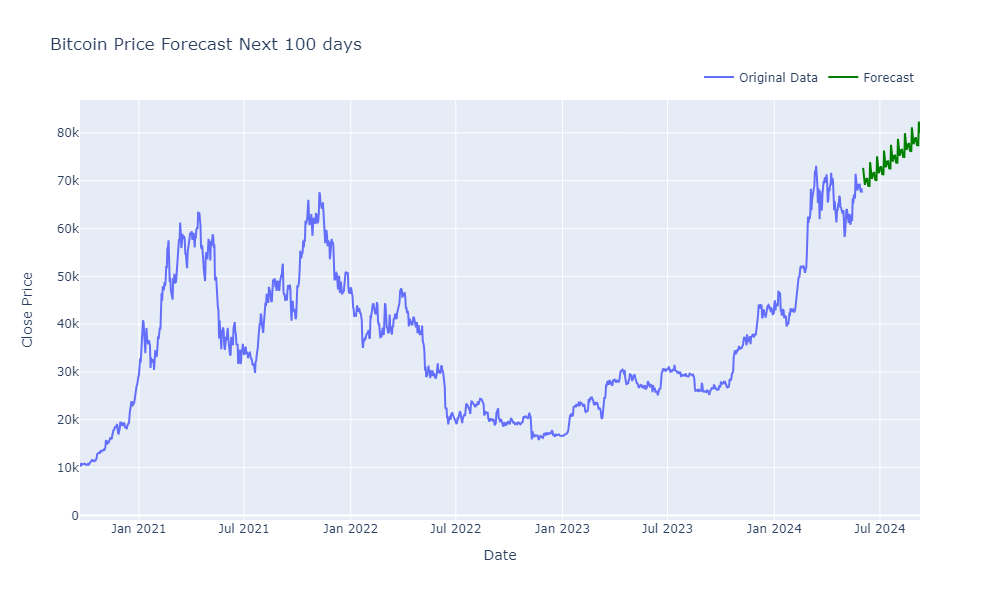 Bitcoin Price Forecast Next 100 days
Original Data
Forecast
80k
70k
60k
50k
40k
30k
20k
10k
0
Close Price
Jan 2021
Jul 2021
Jan 2022
Jul 2022
Jan 2023
Jul 2023
Jan 2024
Jul 2024
Date